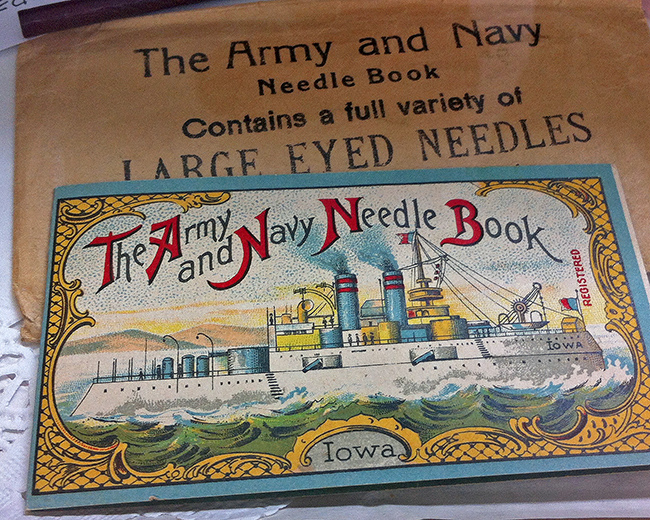 The Army and Navy
Needle Book
Contains a full variety of
LARGE EYED NEEDLES
The Army and Navy Needle Book
REGISTERED
IOWA
Iowa